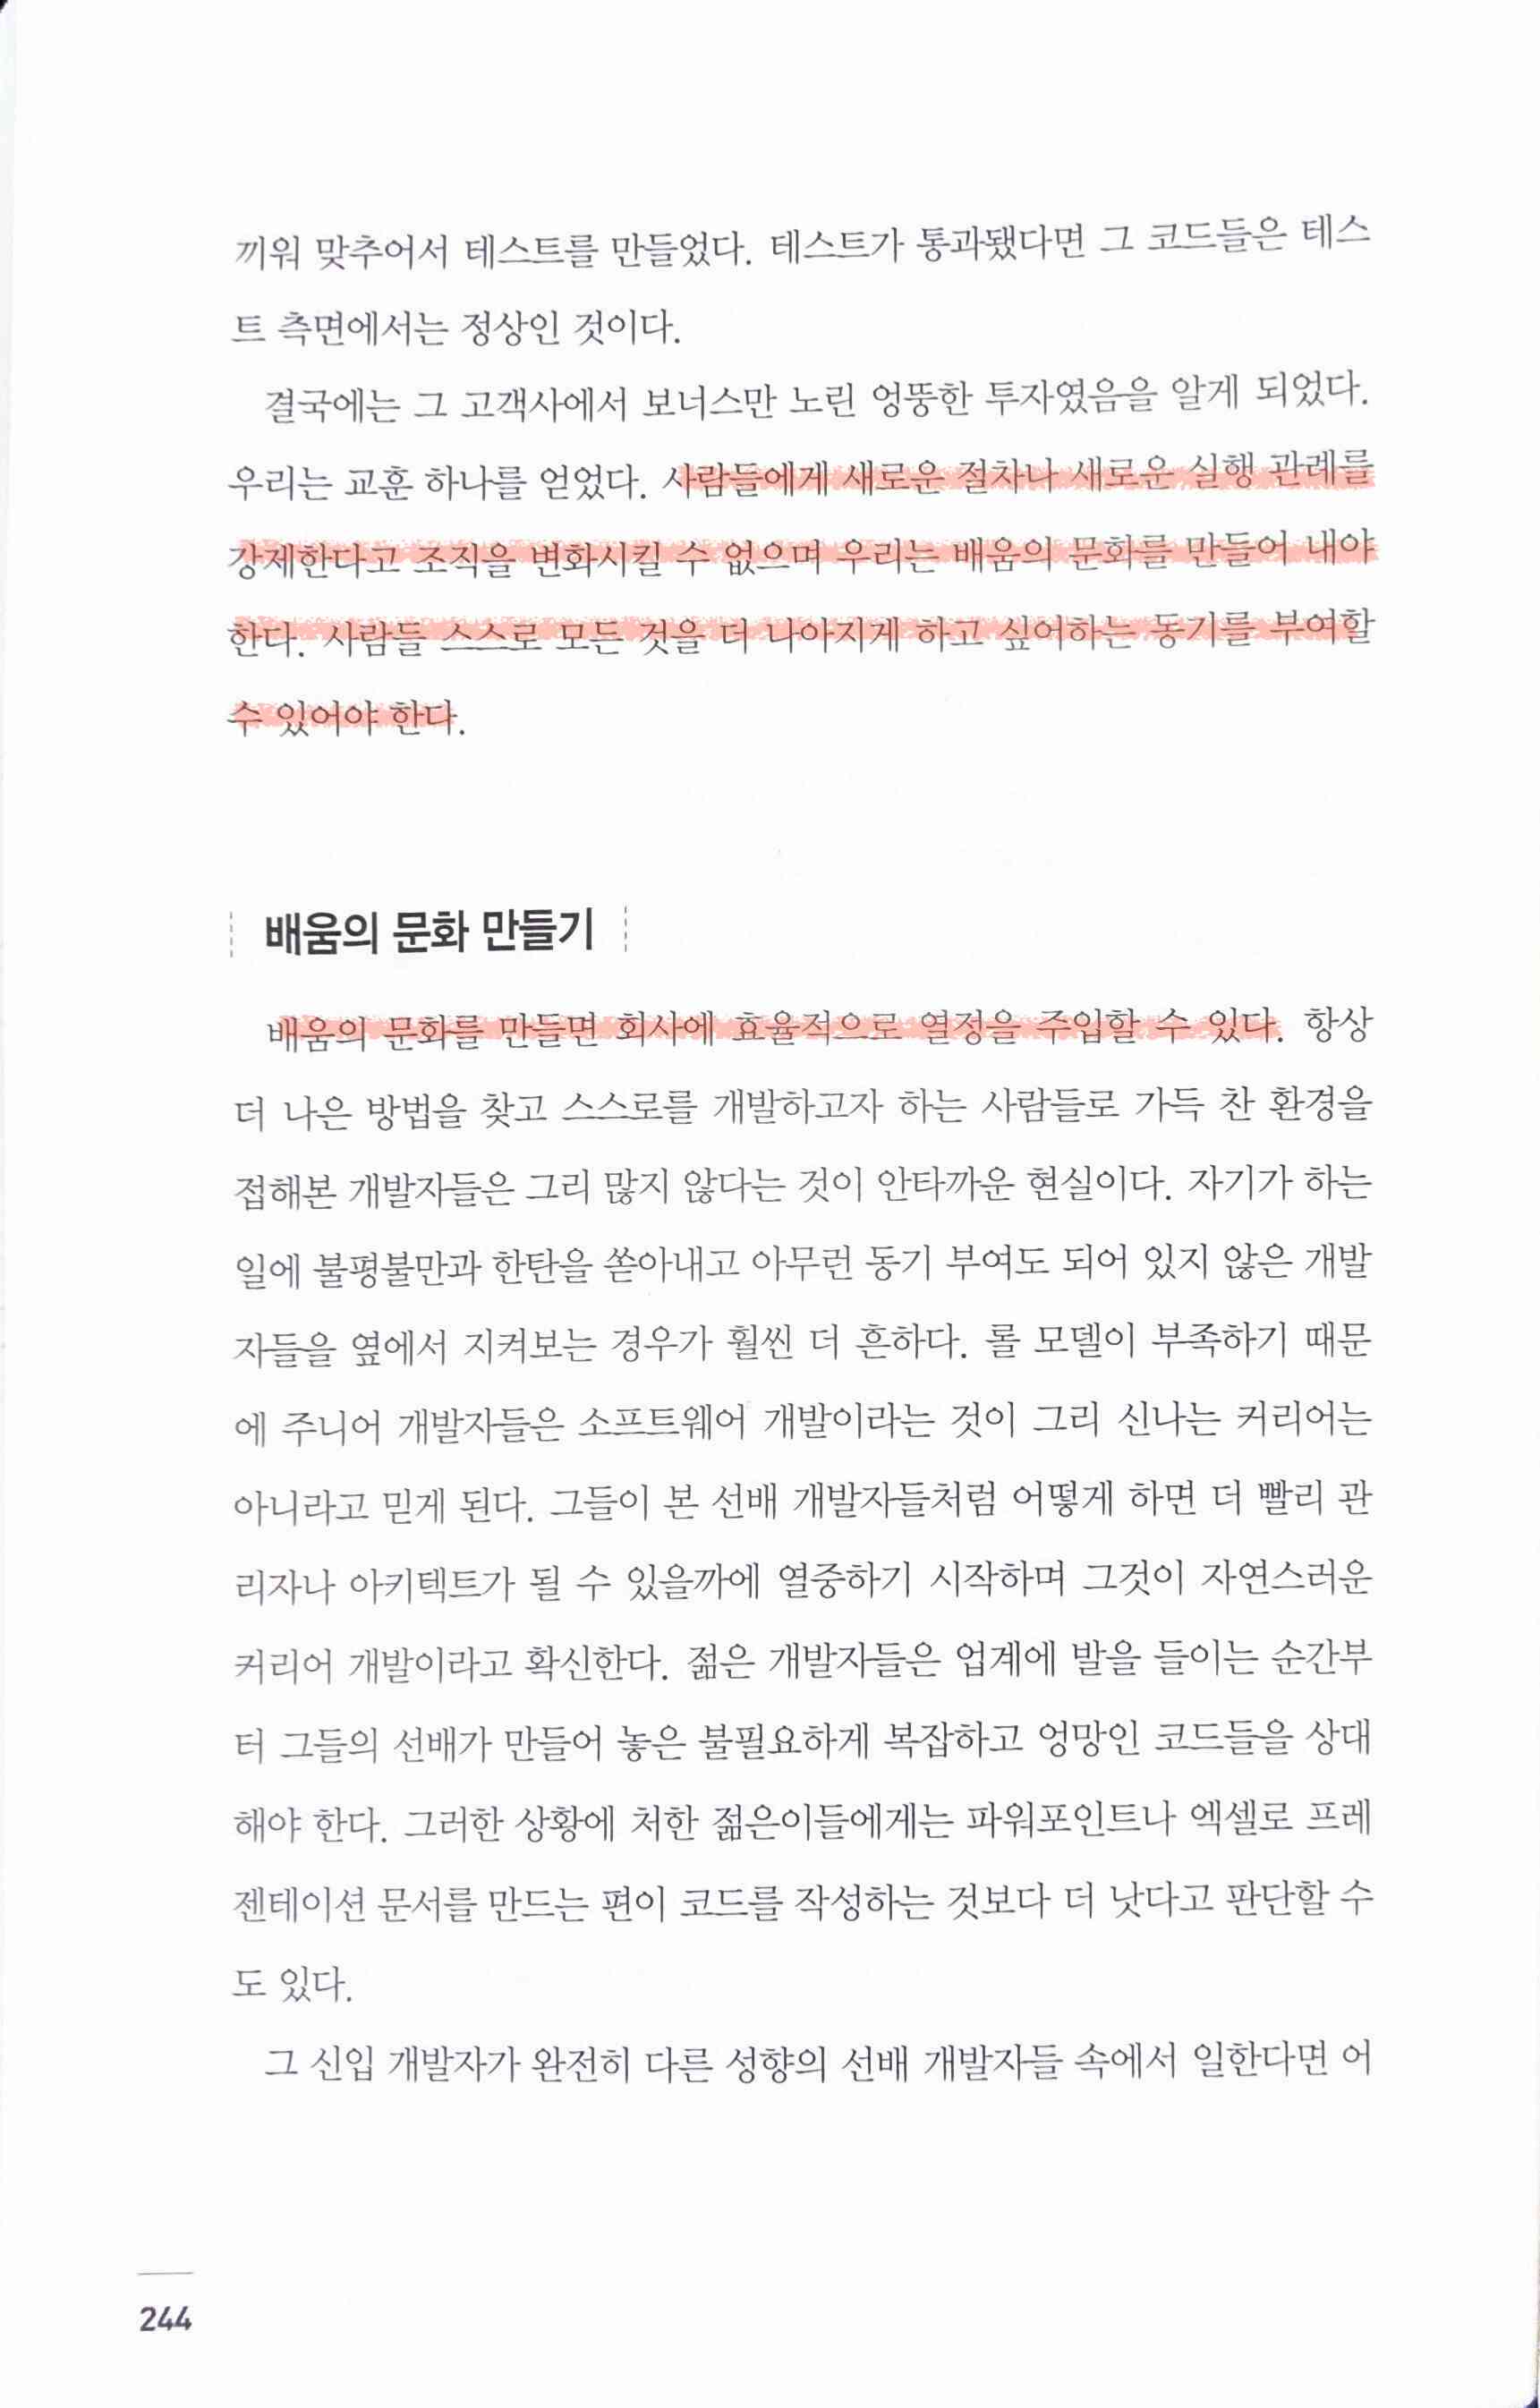 끼워 맞추어서 테스트를 만들었다. 테스트가 통과됐다면 그 코드들은 테스
트 측면에서는 정상인 것이다.
결국에는 그 고객사에서 보너스만 노린 엉뚱한 투자였음을 알게 되었다.
우리는 교훈 하나를 얻었다. 사람들에게 새로운 절차나 새로운 실행 관례를
강제한다고 조직을 변화시킬 수 없으며 우리는 배움의 문화를 만들어 내야
한다. 사람들 스스로 모든 것을 더 나아지게 하고 싶어하는 동기를 부여할
수 있어야 한다.
배움의 문화 만들기
배움의 문화를 만들면 회사에 효율적으로 열정을 주입할 수 있다. 항상
더 나은 방법을 찾고 스스로를 개발하고자 하는 사람들로 가득 찬 환경을
접해본 개발자들은 그리 많지 않다는 것이 안타까운 현실이다. 자기가 하는
일에 불평불만과 한탄을 쏟아내고 아무런 동기 부여도 되어 있지 않은 개발
자들을 옆에서 지켜보는 경우가 훨씬 더 흔하다. 롤 모델이 부족하기 때문
에 주니어 개발자들은 소프트웨어 개발이라는 것이 그리 신나는 커리어는
아니라고 믿게 된다. 그들이 본 선배 개발자들처럼 어떻게 하면 더 빨리 관
리자나 아키텍트가 될 수 있을까에 열중하기 시작하며 그것이 자연스러운
커리어 개발이라고 확신한다. 젊은 개발자들은 업계에 발을 들이는 순간부
터 그들의 선배가 만들어 놓은 불필요하게 복잡하고 엉망인 코드들을 상대
해야 한다. 그러한 상황에 처한 젊은이들에게는 파워포인트나 엑셀로 프레
젠테이션 문서를 만드는 편이 코드를 작성하는 것보다 더 낫다고 판단할 수
도 있다.
그 신입 개발자가 완전히 다른 성향의 선배 개발자들 속에서 일한다면 어
244